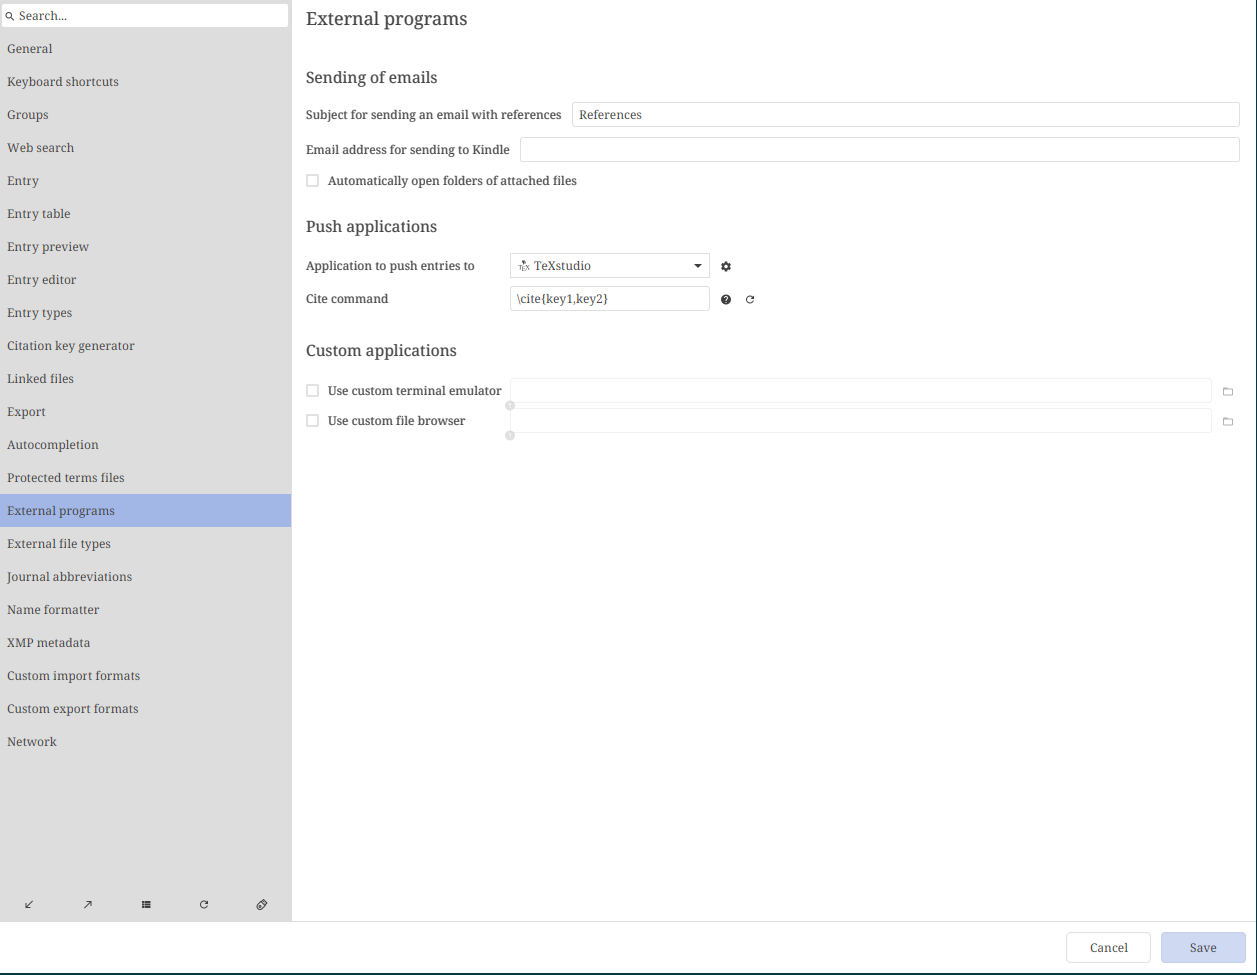 Search...
General
Keyboard shortcuts
Groups
Web search
Entry
Entry table
Entry preview
Entry editor
Entry types
Citation key generator
Linked files
Export
Autocompletion
Protected terms files
External programs
External file types
Journal abbreviations
Name formatter
XMP metadata
Custom import formats
Custom export formats
Network
External programs
Sending of emails
Subject for sending an email with references References
Email address for sending to Kindle
Automatically open folders of attached files
Push applications
Application to push entries to TeXstudio
Cite command \cite{key1,key2}
Custom applications
Use custom terminal emulator
Use custom file browser
Cancel Save